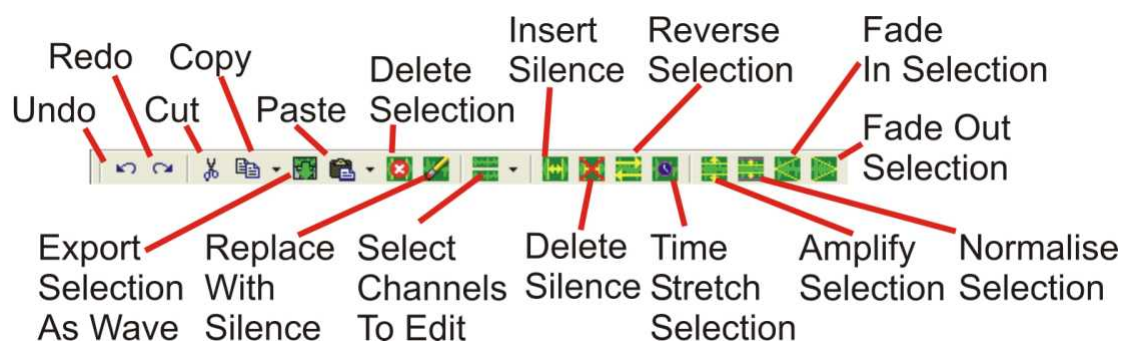 Undo
Redo
Cut
Copy
Paste
Delete
Selection
Insert
Silence
Reverse
Selection
Fade
In Selection
Fade Out
Selection
Export
Selection
As Wave
Replace
With
Silence
Select
Channels
To Edit
Delete
Silence
Time
Stretch
Selection
Amplify
Selection
Normalise
Selection